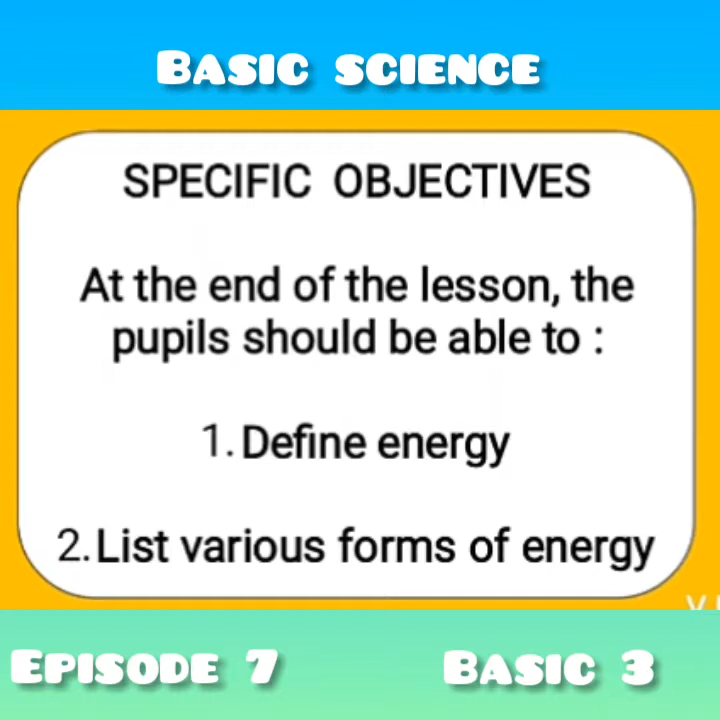 BASIC SCIENCE
SPECIFIC OBJECTIVES
At the end of the lesson, the
pupils should be able to :
1. Define energy
2. List various forms of energy
EPISODE 7
BASIC 3